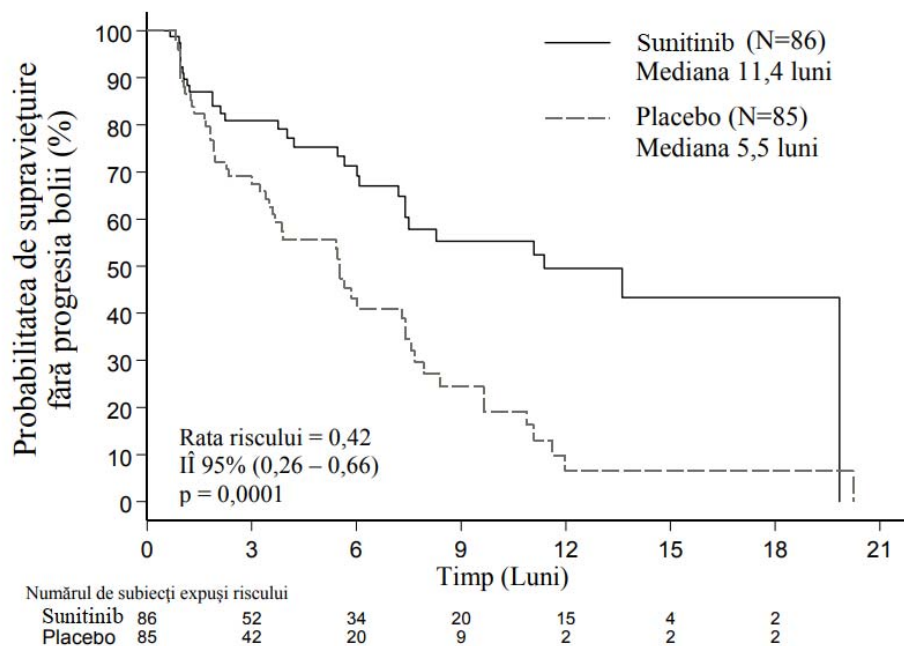 Probabilitatea de supraviețuire
fără progresia bolii (%)
100
90
80
70
60
50
40
30
20
10
0
Sunitinib (N=86)
Mediana 11,4 luni
Placebo (N=85)
Mediana 5,5 luni
Rata riscului = 0,42
IÎ 95% (0,26 – 0,66)
p = 0,0001
0 3 6 9 12 15 18 21
Timp (Luni)
Numărul de subiecți expuși riscului
Sunitinib 86 52 34 20 15 4 2
Placebo 85 42 20 9 2 2 2